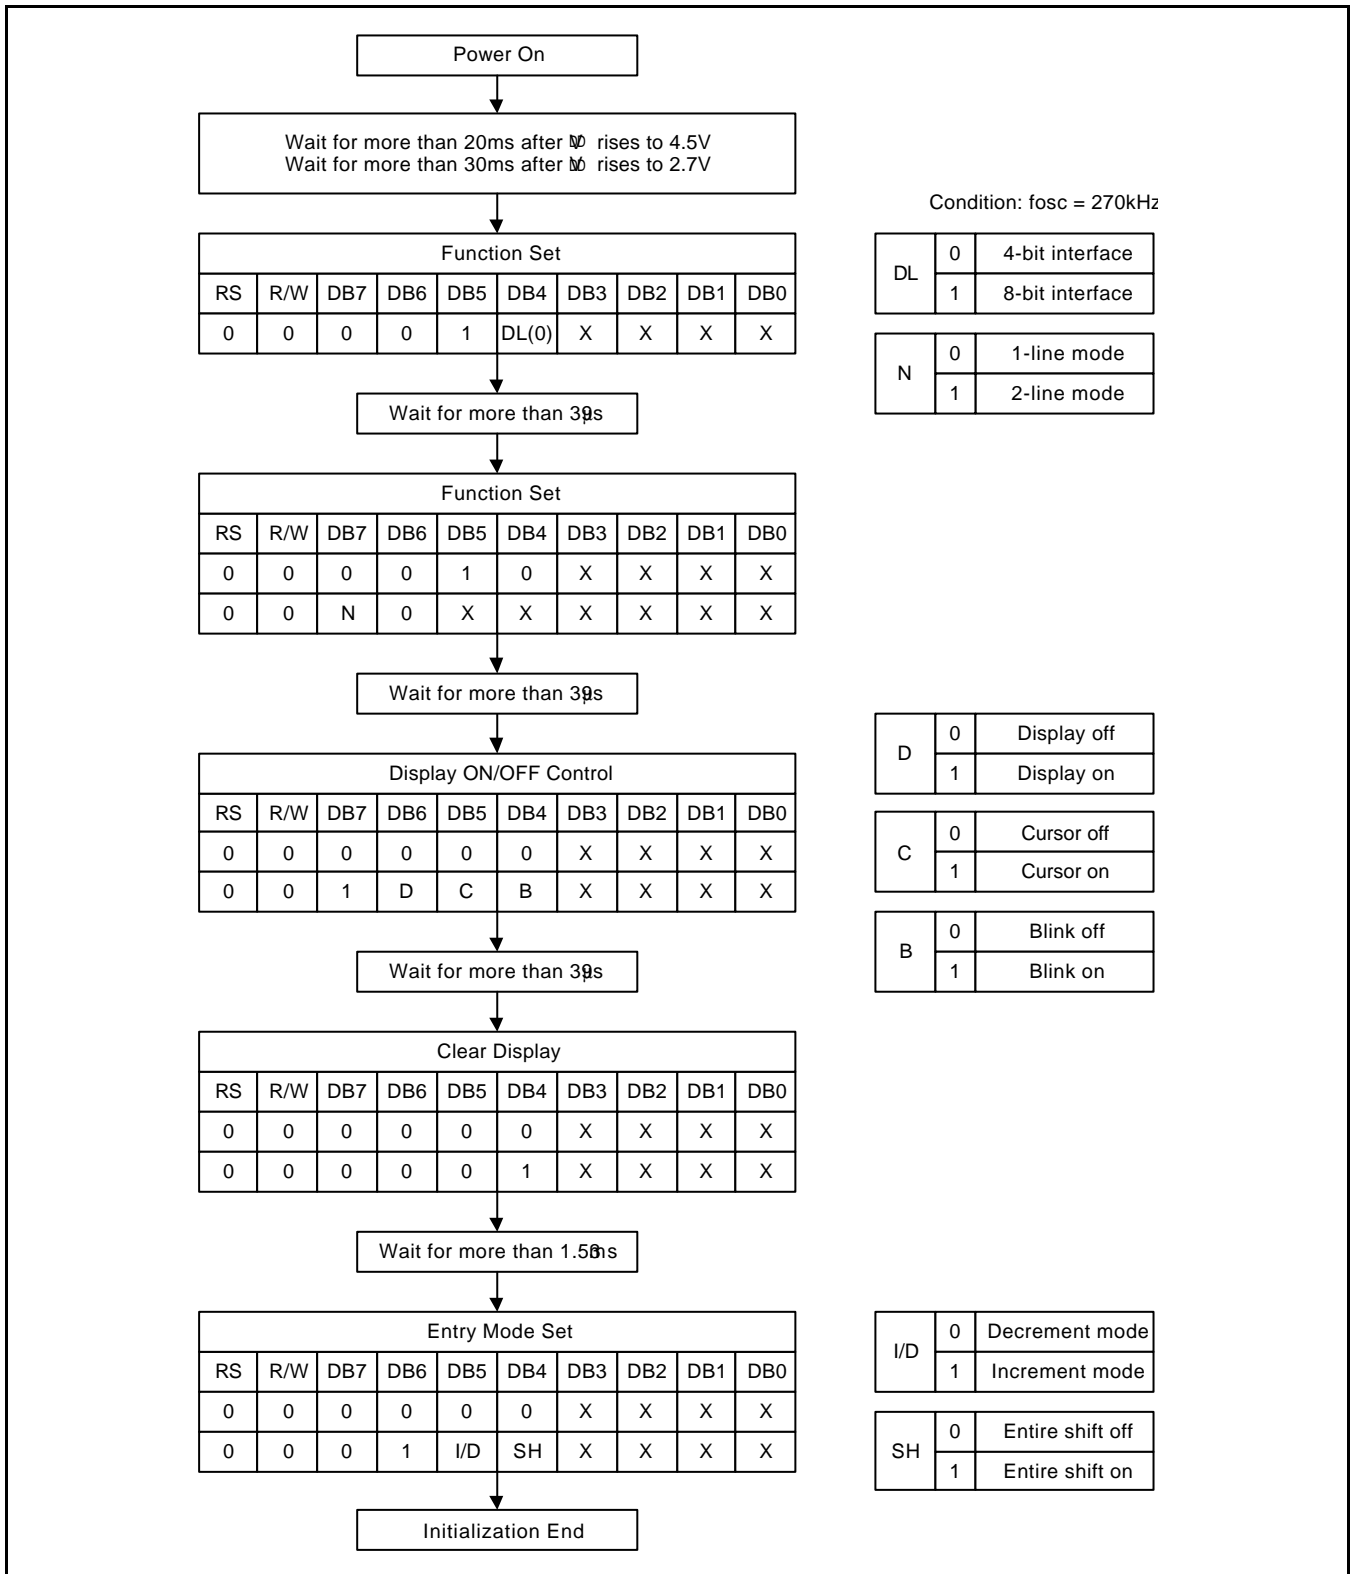 Power On
Wait for more than 20ms after VDD rises to 4.5V
Wait for more than 30ms after VDD rises to 2.7V
Condition: fosc = 270kHz
Function Set
RS R/W DB7 DB6 DB5 DB4 DB3 DB2 DB1 DB0
0 0 0 0 1 DL(0) X X X X
DL 0 4-bit interface
1 8-bit interface
N 0 1-line mode
1 2-line mode
Wait for more than 39μs
Function Set
RS R/W DB7 DB6 DB5 DB4 DB3 DB2 DB1 DB0
0 0 0 0 1 0 X X X X
0 0 N 0 X X X X X X
Wait for more than 39μs
Display ON/OFF Control
RS R/W DB7 DB6 DB5 DB4 DB3 DB2 DB1 DB0
0 0 0 0 0 0 X X X X
0 0 1 D C B X X X X
D 0 Display off
1 Display on
C 0 Cursor off
1 Cursor on
B 0 Blink off
1 Blink on
Wait for more than 39μs
Clear Display
RS R/W DB7 DB6 DB5 DB4 DB3 DB2 DB1 DB0
0 0 0 0 0 0 X X X X
0 0 0 0 0 1 X X X X
Wait for more than 1.53ms
Entry Mode Set
RS R/W DB7 DB6 DB5 DB4 DB3 DB2 DB1 DB0
0 0 0 0 0 0 X X X X
0 0 0 1 I/D SH X X X X
I/D 0 Decrement mode
1 Increment mode
SH 0 Entire shift off
1 Entire shift on
Initialization End